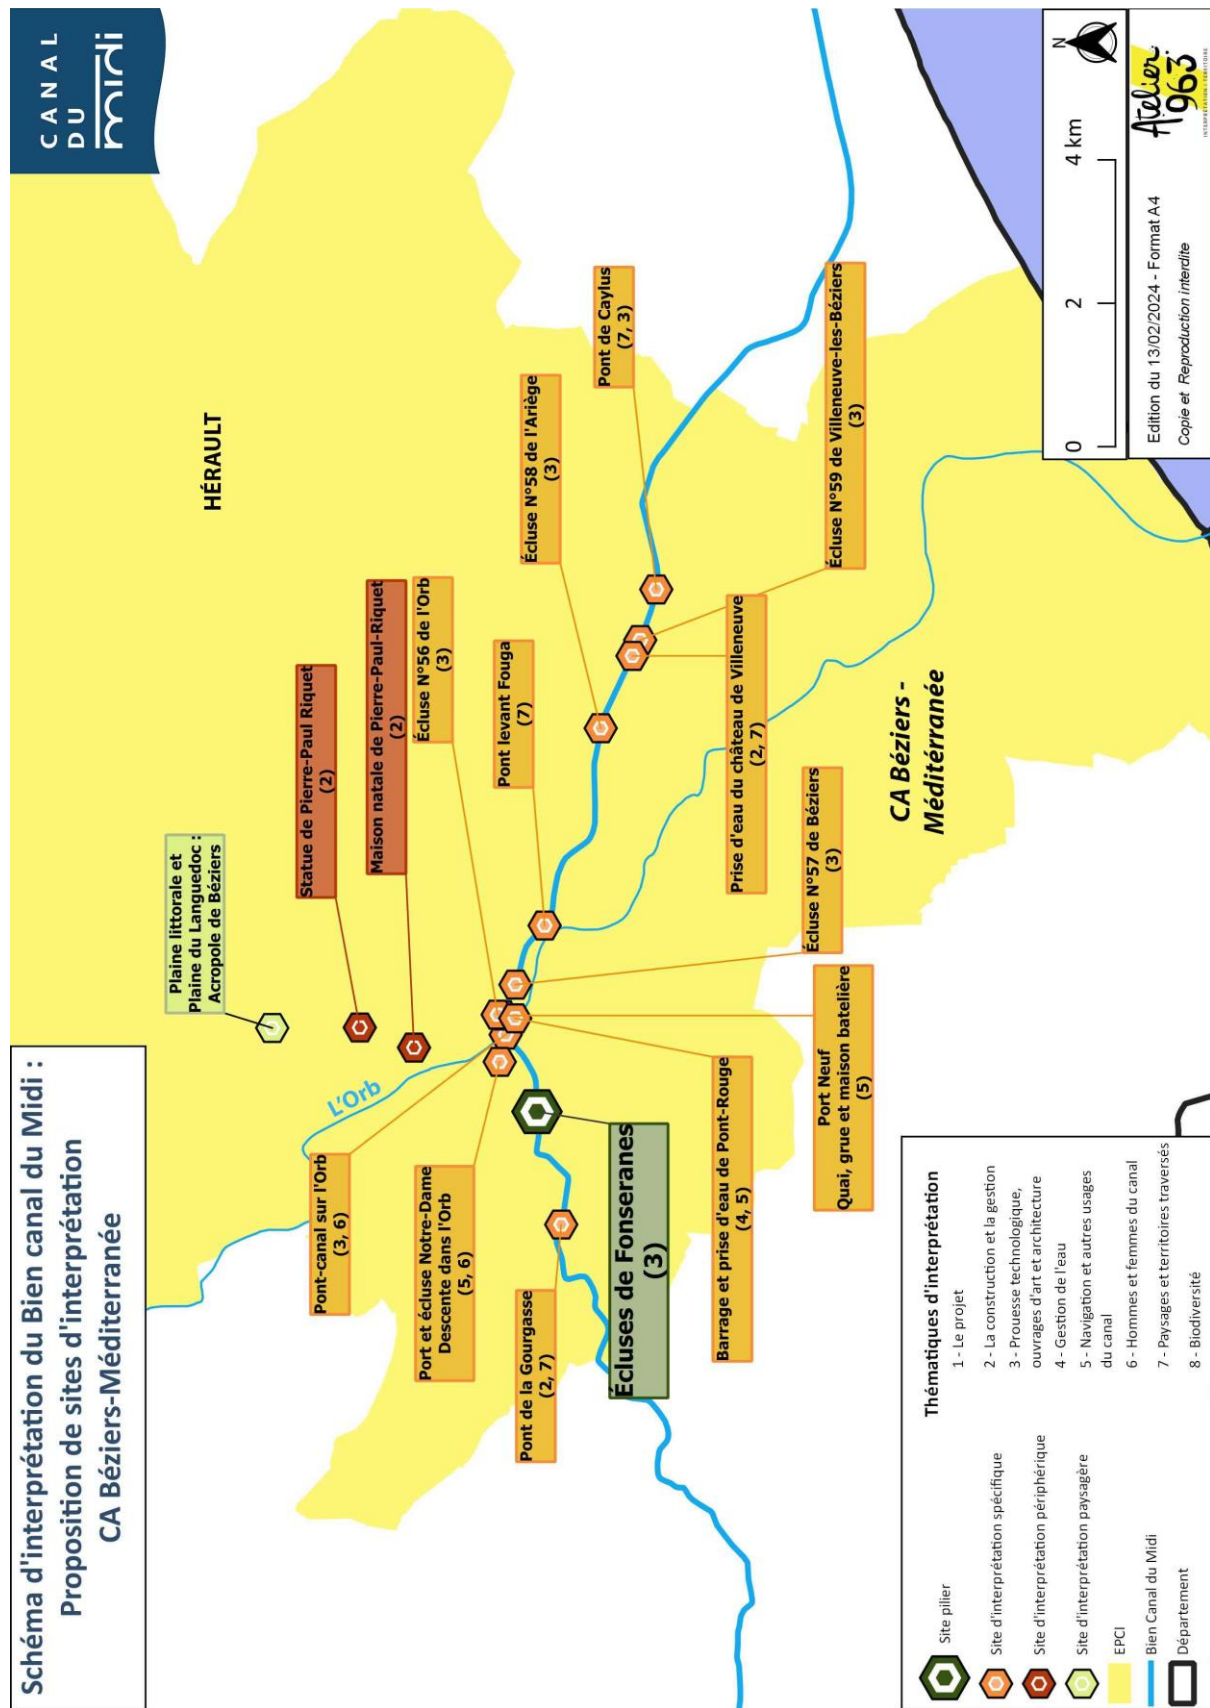 Schéma d'interprétation du Bien canal du Midi :
Proposition de sites d'interprétation
CA Béziers-Méditerranée
CANAL
DU
midi
HÉRAULT
Plaine littorale et
Plaine du Languedoc :
Acropole de Béziers
Statue de Pierre-Paul Riquet
(2)
Maison natale de Pierre-Paul-Riquet
(2)
Écluse N°56 de l'Orb
(3)
L'Orb
Pont-canal sur l'Orb
(3, 6)
Port et écluse Notre-Dame
Descente dans l'Orb
(5, 6)
Pont levant Fouga
(7)
Écluse N°58 de l'Ariège
(3)
Pont de Caylus
(7, 3)
Pont de la Gourgasse
(2, 7)
Écluses de Fonseranes
(3)
Barrage et prise d'eau de Pont-Rouge
(4, 5)
Port Neuf
Quai, grue et maison batelière
(5)
Écluse N°57 de Béziers
(3)
Prise d'eau du château de Villeneuve
(2, 7)
Écluse N°59 de Villeneuve-les-Béziers
(3)
CA Béziers -
Méditérranée
Site pilier
Site d'interprétation spécifique
Site d'interprétation périphérique
Site d'interprétation paysagère
EPCI
Bien Canal du Midi
Département
Thématiques d'interprétation
1 - Le projet
2 - La construction et la gestion
3 - Prouesse technologique,
ouvrages d'art et architecture
4 - Gestion de l'eau
5 - Navigation et autres usages
du canal
6 - Hommes et femmes du canal
7 - Paysages et territoires traversés
8 - Biodiversité
N
0 2 4 km
Edition du 13/02/2024 - Format A4
Copie et Reproduction interdite
Atelier
963
INTERPRÉTATION & TERRITOIRE